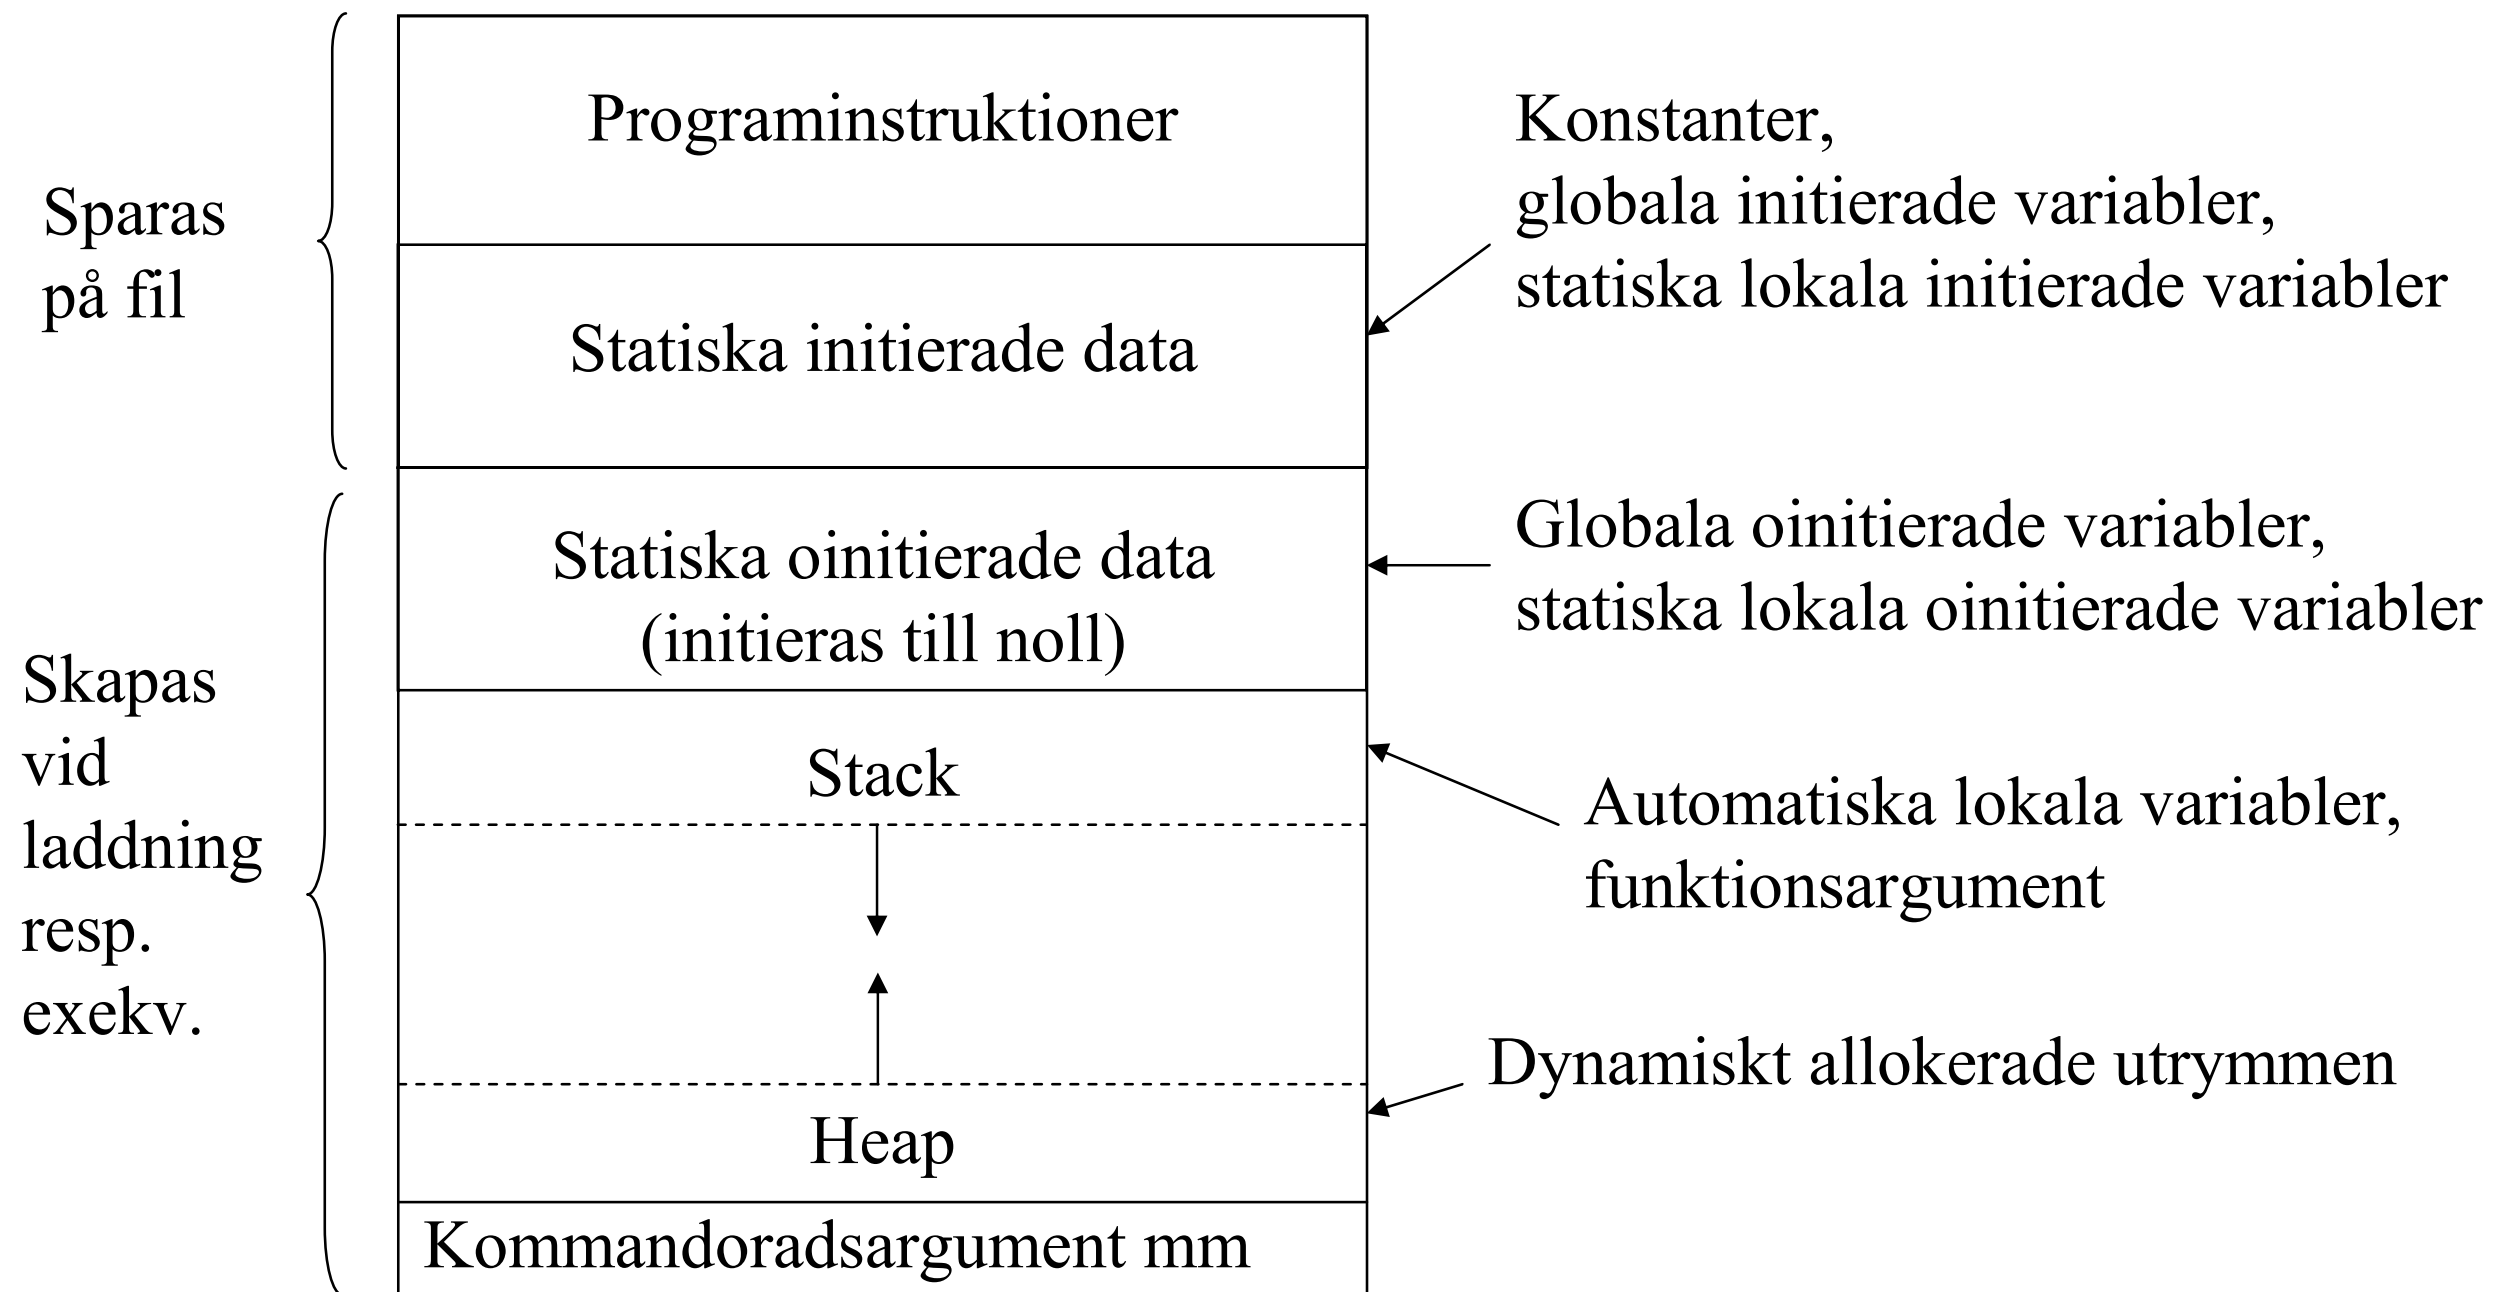 Programinstruktioner
Konstanter,
globala initierade variabler,
statiska lokala initierade variabler
Sparas
på fil
Statiska initierade data
Statiska oinitierade data
(initieras till noll)
Globala oinitierade variabler,
statiska lokala oinitierade variabler
Skapas
vid
laddning
resp.
exekv.
Stack
Automatiska lokala variabler,
funktionsargument
Dynamiskt allokerade utrymmen
Heap
Kommandoradsargument mm